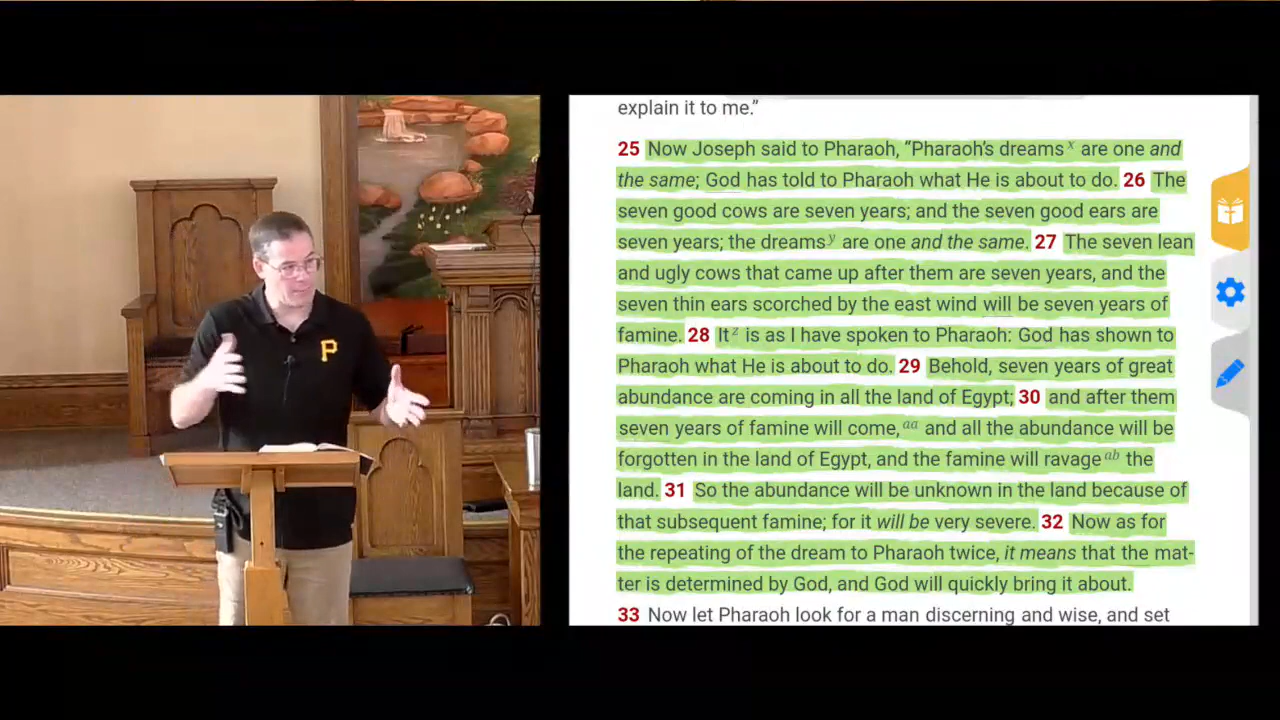 P
explain it to me.”
25 Now Joseph said to Pharaoh, “Pharaoh’s dreams x are one and
the same; God has told to Pharaoh what He is about to do. 26 The
seven good cows are seven years; and the seven good ears are
seven years; the dreams y are one and the same. 27 The seven lean
and ugly cows that came up after them are seven years, and the
seven thin ears scorched by the east wind will be seven years of
famine. 28 It z is as I have spoken to Pharaoh: God has shown to
Pharaoh what He is about to do. 29 Behold, seven years of great
abundance are coming in all the land of Egypt; 30 and after them
seven years of famine will come, aa and all the abundance will be
forgotten in the land of Egypt, and the famine will ravage ab the
land. 31 So the abundance will be unknown in the land because of
that subsequent famine; for it will be very severe. 32 Now as for
the repeating of the dream to Pharaoh twice, it means that the mat-
ter is determined by God, and God will quickly bring it about.
33 Now let Pharaoh look for a man discerning and wise, and set